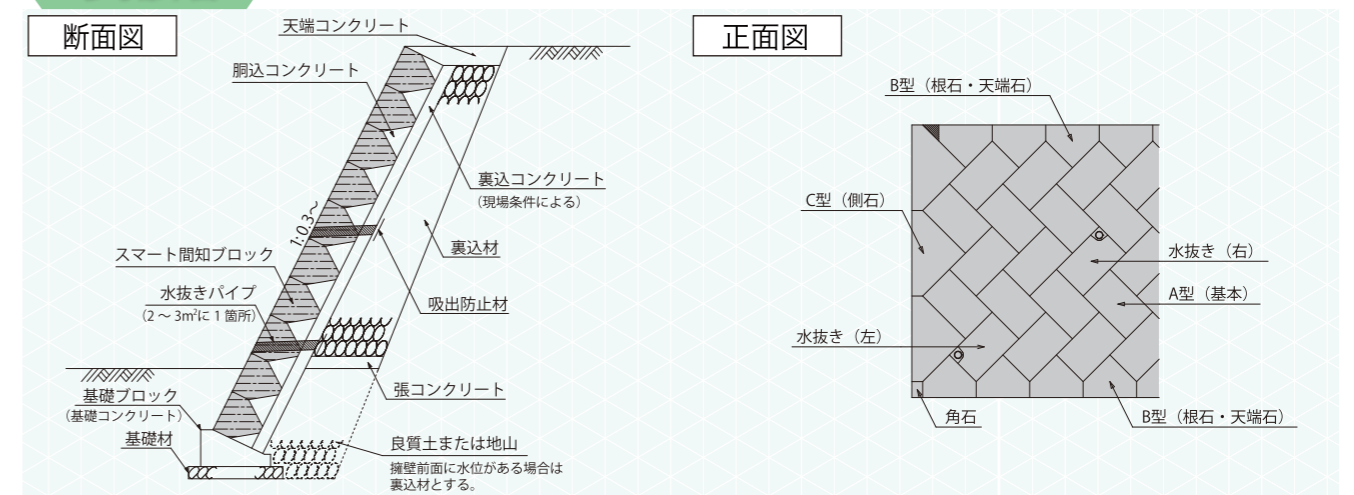 断面図
天端コンクリート
胴込コンクリート
裏込コンクリート
(現場条件による)
1:0.3~
裏込材
スマート間知ブロック
水抜きパイプ
(2~3m²に1箇所)
吸出防止材
張コンクリート
基礎ブロック
(基礎コンクリート)
基礎材
良質土または地山
擁壁前面に水位がある場合は
裏込材とする。
正面図
B型(根石・天端石)
C型(側石)
水抜き(右)
A型(基本)
水抜き(左)
角石
B型(根石・天端石)